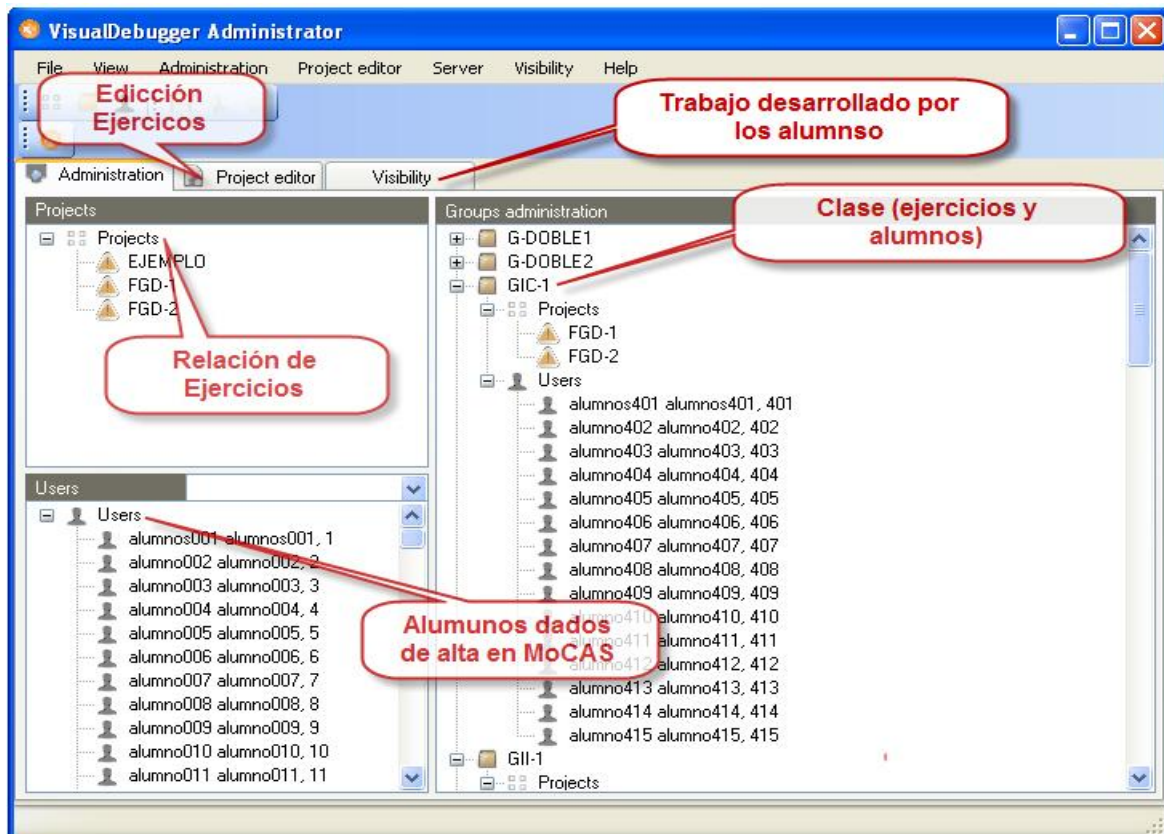 VisualDebugger Administrator
File View Administration Project editor Server Visibility Help
Edicción
Ejercicos
Trabajo desarrollado por
los alumnso
Administration Project editor Visibility
Projects
Projects
EJEMPLO
FGD-1
FGD-2
Relación de
Ejercicios
Users
Users
alumnos001 alumnos001, 1
alumno002 alumno002, 2
alumno003 alumno003, 3
alumno004 alumno004, 4
alumno005 alumno005, 5
alumno006 alumno006, 6
alumno007 alumno007, 7
alumno008 alumno008, 8
alumno009 alumno009, 9
alumno010 alumno010, 10
alumno011 alumno011, 11
Alumunos dados
de alta en MoCAS
Groups administration
Clase (ejercicios y
alumnos)
G-DOBLE1
G-DOBLE2
GIC-1
Projects
FGD-1
FGD-2
Users
alumnos401 alumnos401, 401
alumno402 alumno402, 402
alumno403 alumno403, 403
alumno404 alumno404, 404
alumno405 alumno405, 405
alumno406 alumno406, 406
alumno407 alumno407, 407
alumno408 alumno408, 408
alumno409 alumno409, 409
alumno410 alumno410, 410
alumno411 alumno411, 411
alumno412 alumno412, 412
alumno413 alumno413, 413
alumno414 alumno414, 414
alumno415 alumno415, 415
GII-1
Projects